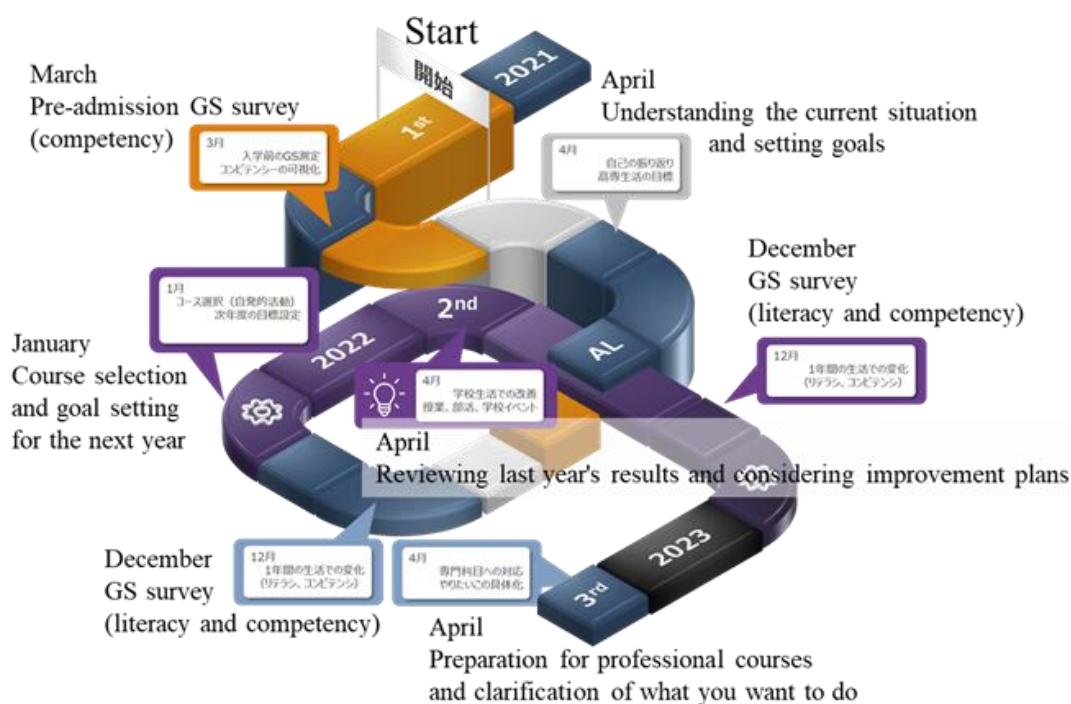 Start
開始
2021
1st
March
Pre-admission GS survey
(competency)
3月
入学前のGS測定
コンピテンシーの可視化
April
Understanding the current situation
and setting goals
4月
自己の振り返り
高専生活の目標
December
GS survey
(literacy and competency)
12月
1年間の生活での変化
(リテラシ、コンピテンシ)
AL
2nd
2022
1月
コース選択（自発的活動）
次年度の目標設定
January
Course selection
and goal setting
for the next year
4月
学校生活での改善
授業、部活、学校イベント
April
Reviewing last year's results and considering improvement plans
December
GS survey
(literacy and competency)
12月
1年間の生活での変化
(リテラシ、コンピテンシ)
4月
専門科目への対応
やりたいこの具体化
2023
3rd
April
Preparation for professional courses
and clarification of what you want to do